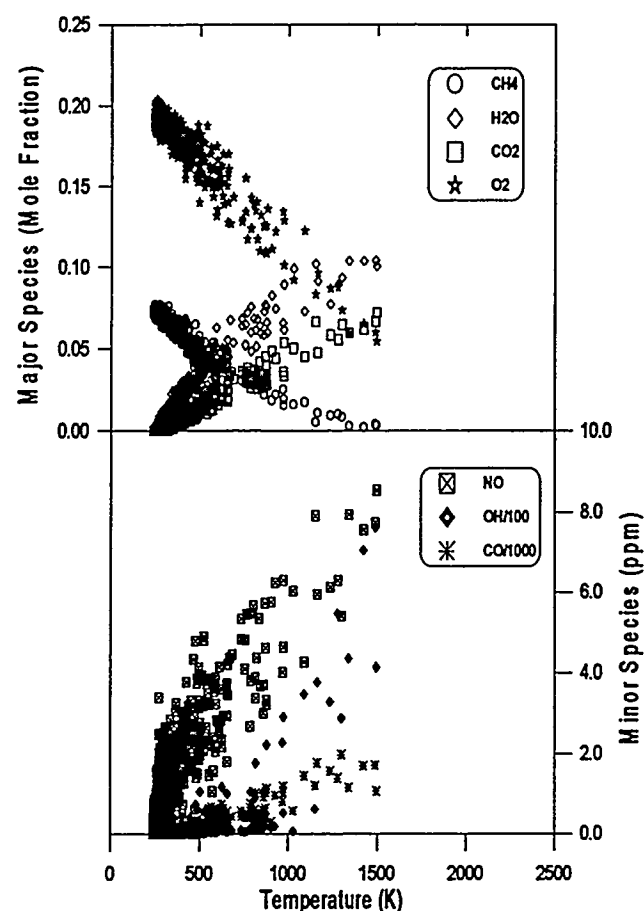 0.25
0.20
0.15
0.10
0.05
0.00
Major Species (Mole Fraction)
CH4
H2O
CO2
O2
10.0
8.0
6.0
4.0
2.0
0.0
Minor Species (ppm)
NO
OH/100
CO/1000
0 500 1000 1500 2000 2500
Temperature (K)